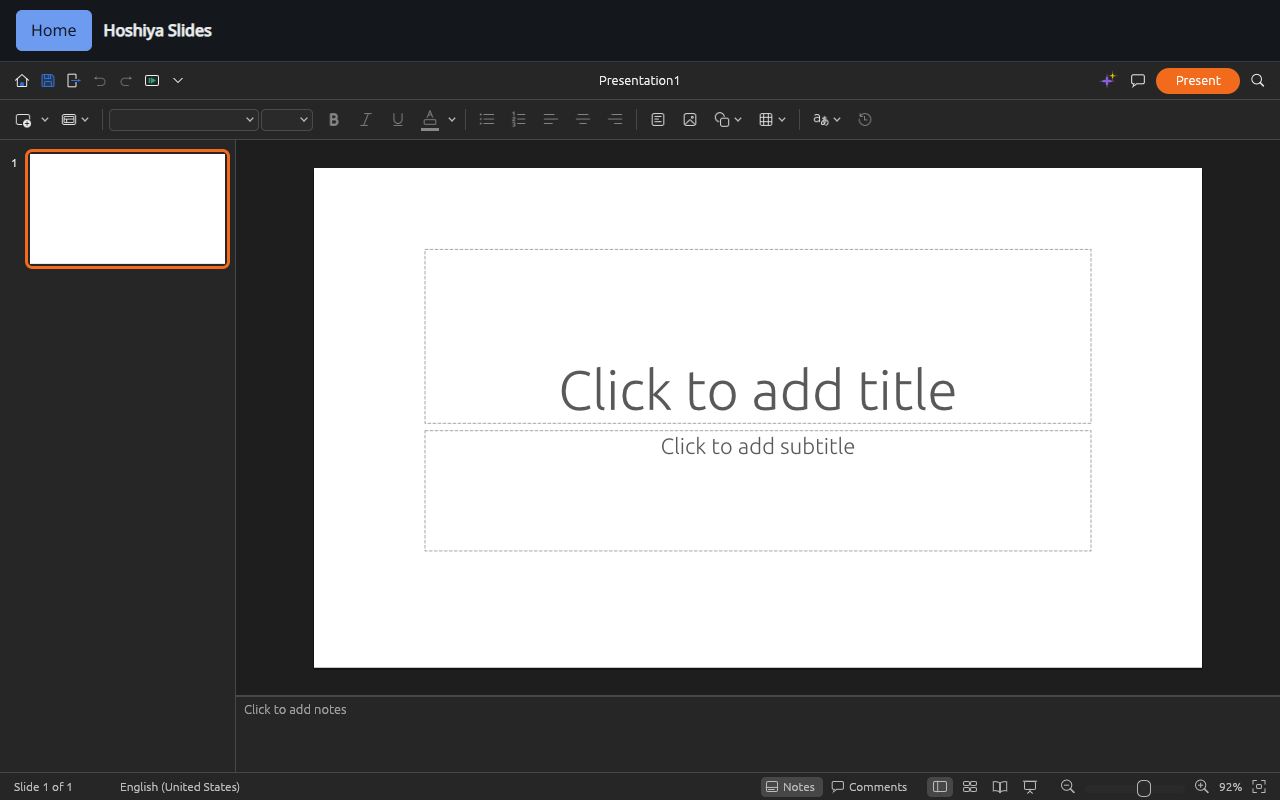 Home
Hoshiya Slides
Presentation1
Present
1
Click to add title
Click to add subtitle
Click to add notes
Slide 1 of 1
English (United States)
Notes
Comments
92%